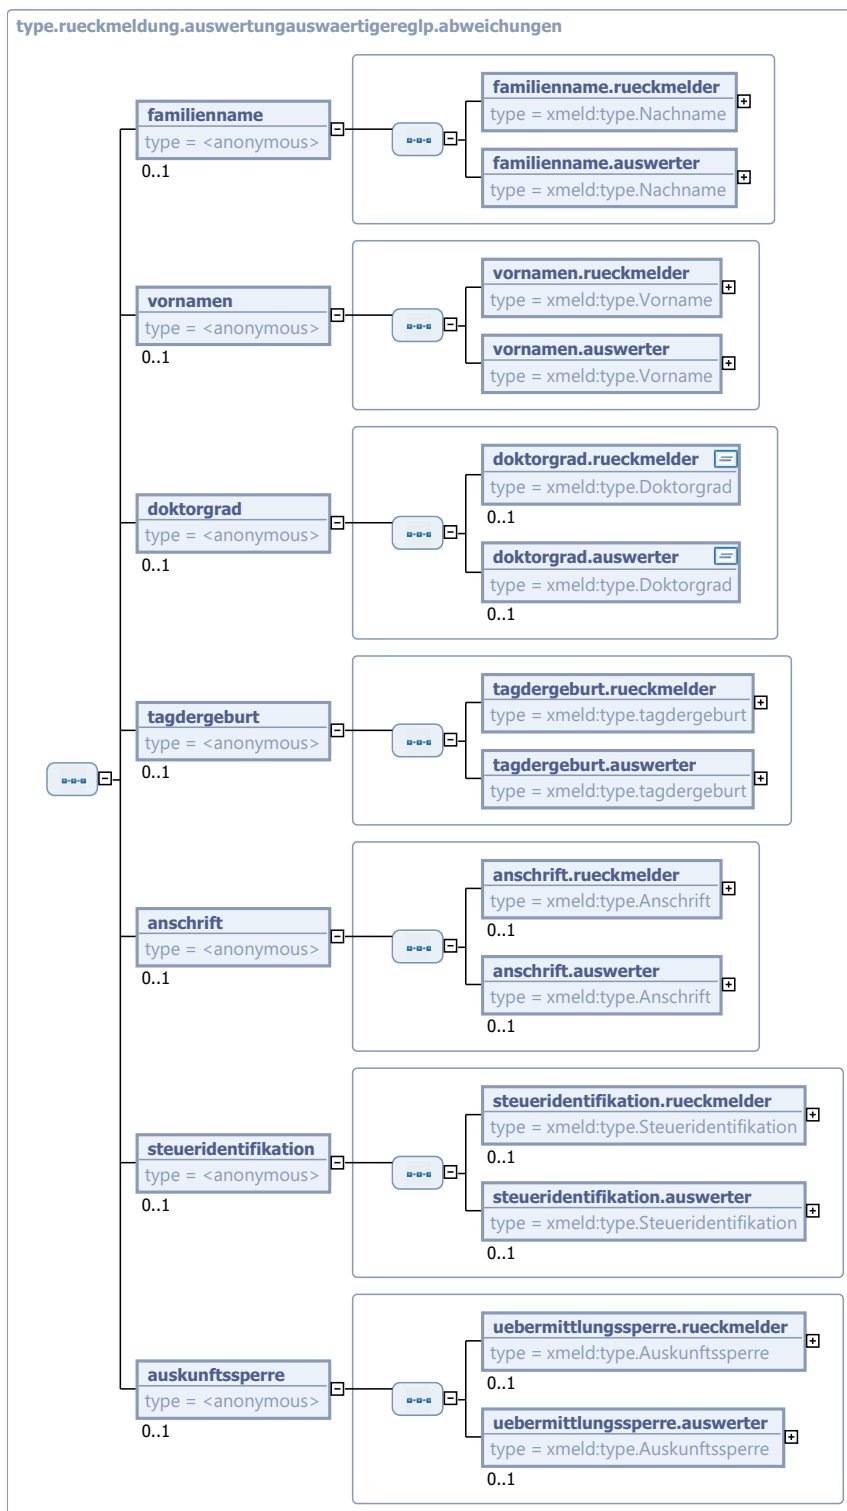 type.rueckmeldung.auswertungauswaertigereglp.abweichungen
familienname
type = <anonymous>
0..1
familienname.rueckmelder
type = xmeld:type.Nachname
familienname.auswerter
type = xmeld:type.Nachname
vornamen
type = <anonymous>
0..1
vornamen.rueckmelder
type = xmeld:type.Vorname
vornamen.auswerter
type = xmeld:type.Vorname
doktorgrad
type = <anonymous>
0..1
doktorgrad.rueckmelder
type = xmeld:type.Doktorgrad
0..1
doktorgrad.auswerter
type = xmeld:type.Doktorgrad
0..1
tagdergeburt
type = <anonymous>
0..1
tagdergeburt.rueckmelder
type = xmeld:type.tagdergeburt
tagdergeburt.auswerter
type = xmeld:type.tagdergeburt
anschrift
type = <anonymous>
0..1
anschrift.rueckmelder
type = xmeld:type.Anschrift
0..1
anschrift.auswerter
type = xmeld:type.Anschrift
0..1
steueridentifikation
type = <anonymous>
0..1
steueridentifikation.rueckmelder
type = xmeld:type.Steueridentifikation
0..1
steueridentifikation.auswerter
type = xmeld:type.Steueridentifikation
0..1
auskunftssperre
type = <anonymous>
0..1
uebermittlungssperre.rueckmelder
type = xmeld:type.Auskunftssperre
0..1
uebermittlungssperre.auswerter
type = xmeld:type.Auskunftssperre
0..1